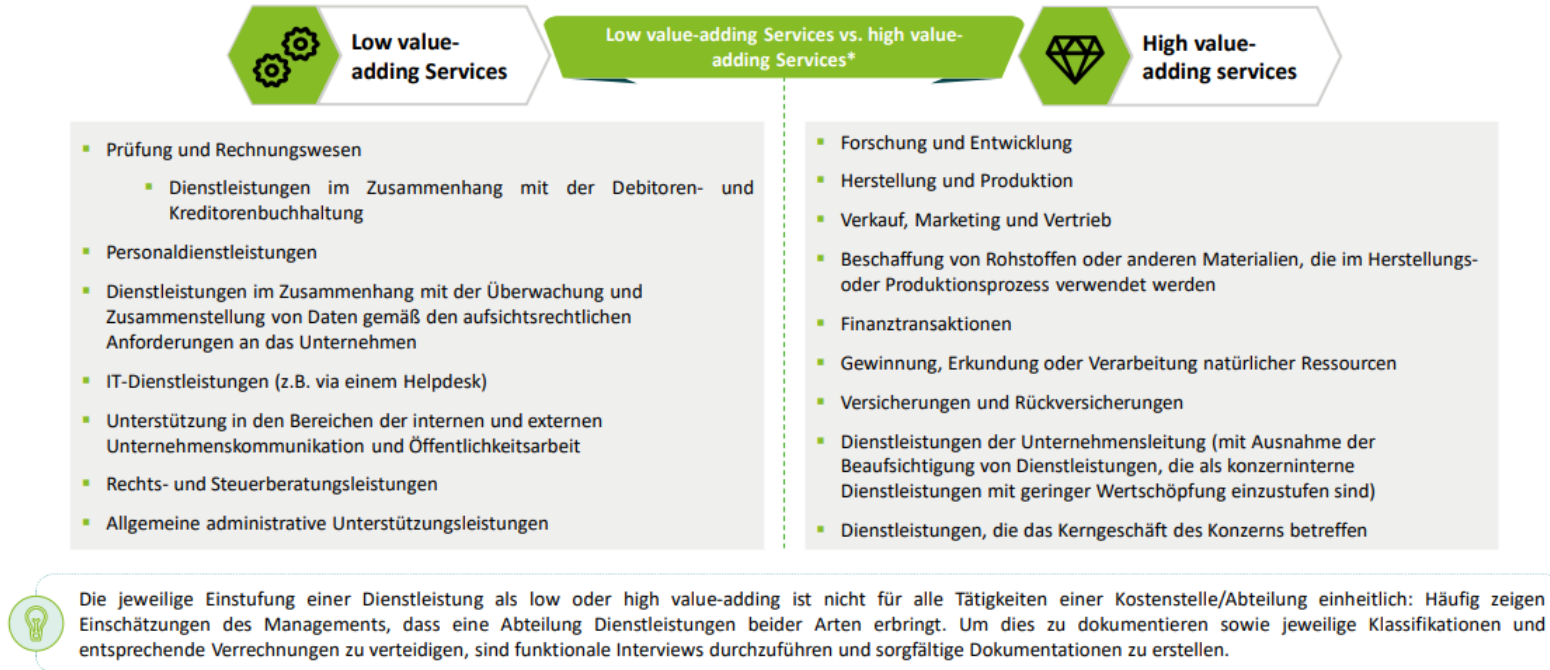 Low value-
adding Services
Low value-adding Services vs. high value-
adding Services*
High value-
adding services
▪ Prüfung und Rechnungswesen
▪ Dienstleistungen im Zusammenhang mit der Debitoren- und
Kreditorenbuchhaltung
▪ Personaldienstleistungen
▪ Dienstleistungen im Zusammenhang mit der Überwachung und
Zusammenstellung von Daten gemäß den aufsichtsrechtlichen
Anforderungen an das Unternehmen
▪ IT-Dienstleistungen (z.B. via einem Helpdesk)
▪ Unterstützung in den Bereichen der internen und externen
Unternehmenskommunikation und Öffentlichkeitsarbeit
▪ Rechts- und Steuerberatungsleistungen
▪ Allgemeine administrative Unterstützungsleistungen
▪ Forschung und Entwicklung
▪ Herstellung und Produktion
▪ Verkauf, Marketing und Vertrieb
▪ Beschaffung von Rohstoffen oder anderen Materialien, die im Herstellungs-
oder Produktionsprozess verwendet werden
▪ Finanztransaktionen
▪ Gewinnung, Erkundung oder Verarbeitung natürlicher Ressourcen
▪ Versicherungen und Rückversicherungen
▪ Dienstleistungen der Unternehmensleitung (mit Ausnahme der
Beaufsichtigung von Dienstleistungen, die als konzerninterne
Dienstleistungen mit geringer Wertschöpfung einzustufen sind)
▪ Dienstleistungen, die das Kerngeschäft des Konzerns betreffen
Die jeweilige Einstufung einer Dienstleistung als low oder high value-adding ist nicht für alle Tätigkeiten einer Kostenstelle/Abteilung einheitlich: Häufig zeigen
Einschätzungen des Managements, dass eine Abteilung Dienstleistungen beider Arten erbringt. Um dies zu dokumentieren sowie jeweilige Klassifikationen und
entsprechende Verrechnungen zu verteidigen, sind funktionale Interviews durchzuführen und sorgfältige Dokumentationen zu erstellen.